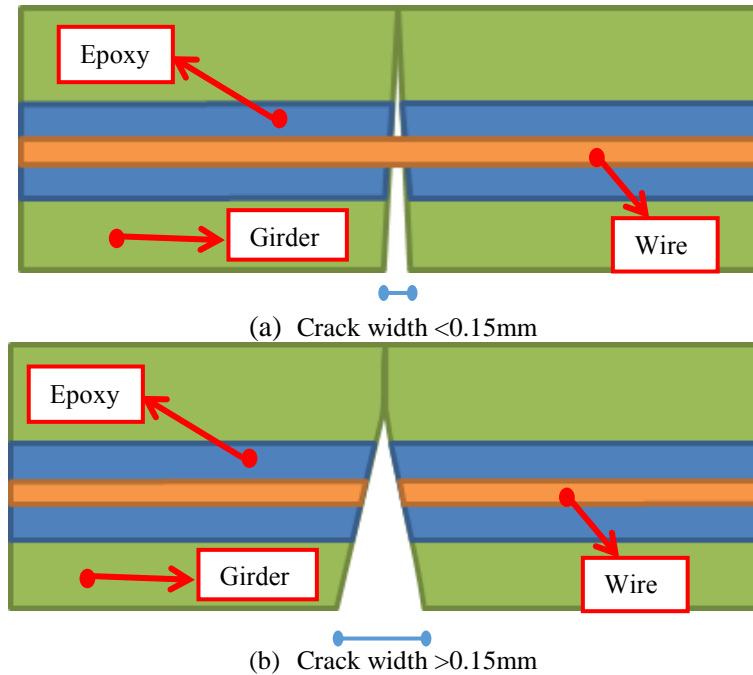 Epoxy
Girder
Wire
(a) Crack width <0.15mm
Epoxy
Girder
Wire
(b) Crack width >0.15mm